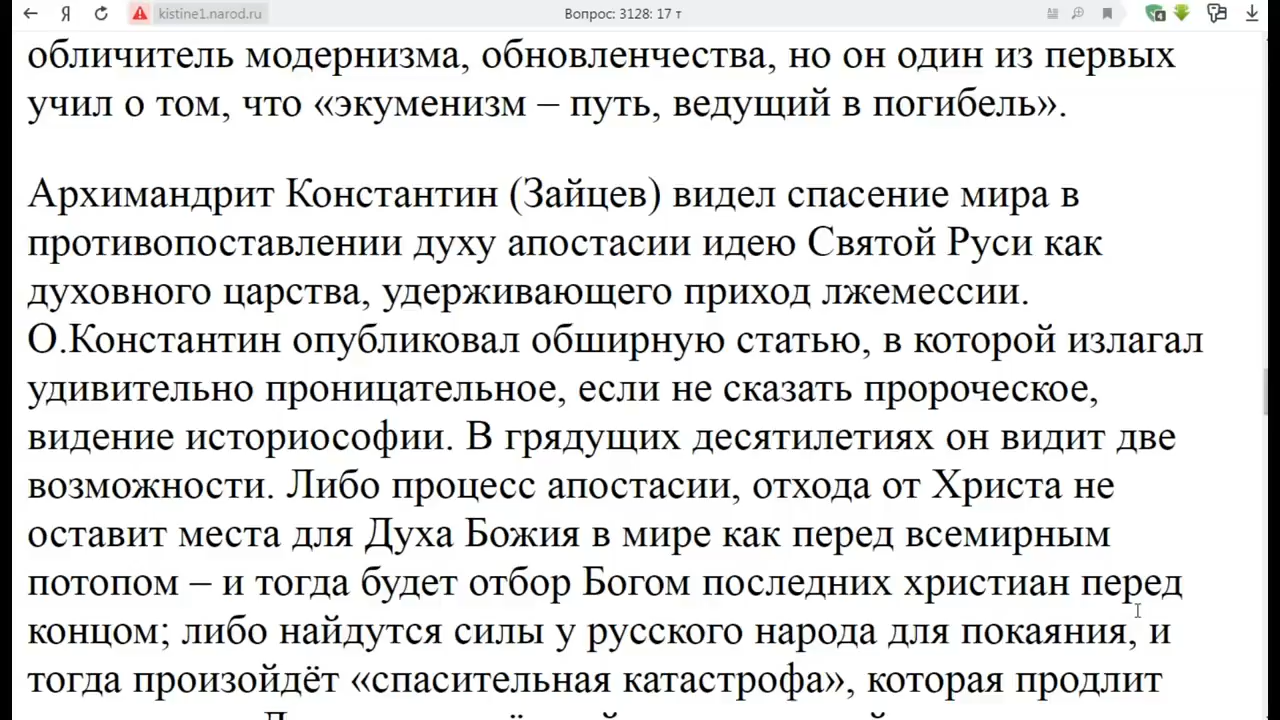 Я kistine1.narod.ru Вопрос: 3128: 17 т 4
обличитель модернизма, обновленчества, но он один из первых
учил о том, что «экуменизм – путь, ведущий в погибель».
Архимандрит Константин (Зайцев) видел спасение мира в
противопоставлении духу апостасии идею Святой Руси как
духовного царства, удерживающего приход лжемессии.
О.Константин опубликовал обширную статью, в которой излагал
удивительно проницательное, если не сказать пророческое,
видение историософии. В грядущих десятилетиях он видит две
возможности. Либо процесс апостасии, отхода от Христа не
оставит места для Духа Божия в мире как перед всемирным
потопом – и тогда будет отбор Богом последних христиан перед
концом; либо найдутся силы у русского народа для покаяния, и
тогда произойдёт «спасительная катастрофа», которая продлит